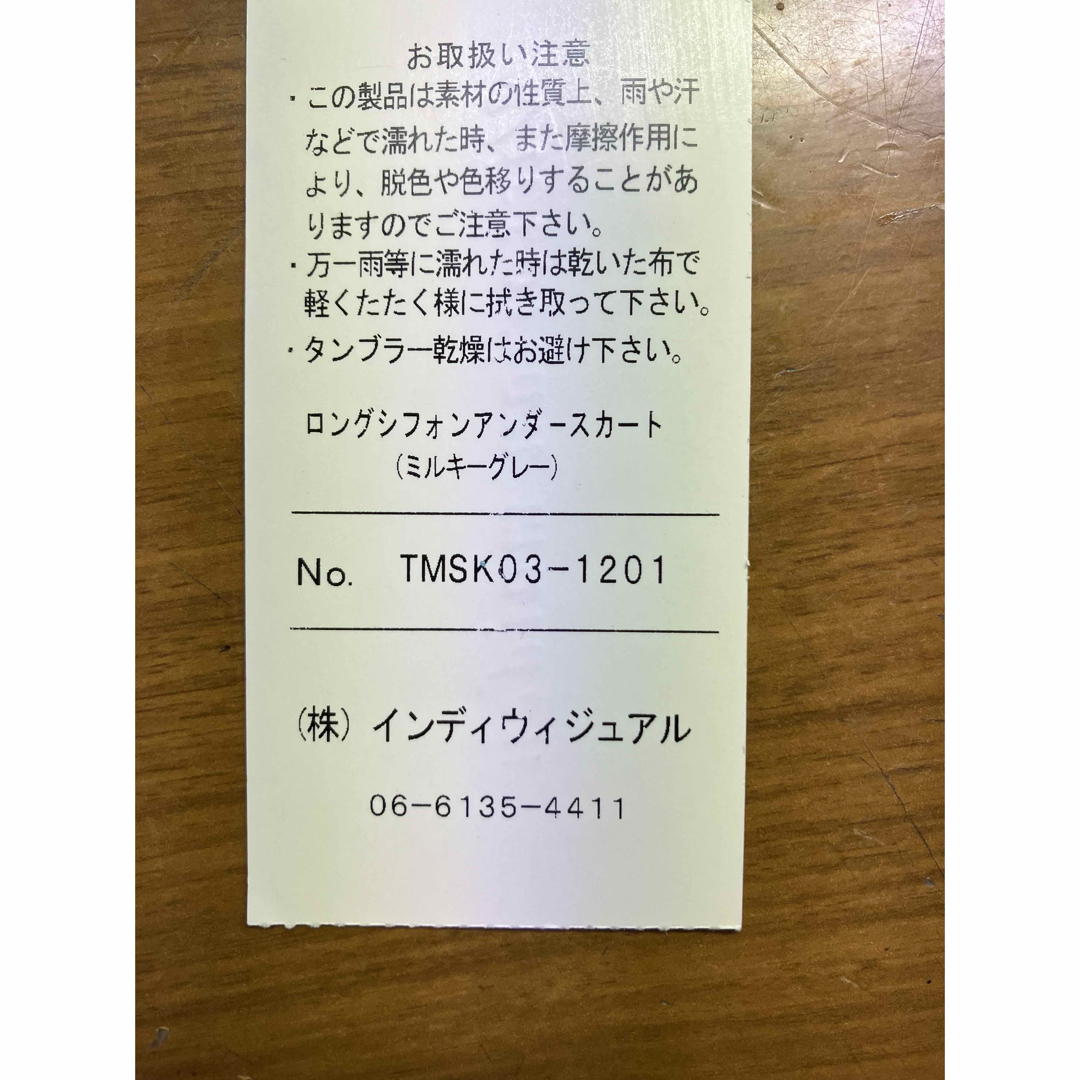 お取扱い注意
・この製品は素材の性質上、雨や汗
などで濡れた時、また摩擦作用に
より、脱色や色移りすることがあ
りますのでご注意下さい。
・万一雨等に濡れた時は乾いた布で
軽くたたく様に拭き取って下さい。
・タンブラー乾燥はお避け下さい。
ロングシフォンアンダースカート
(ミルキーグレー)
No. TMSK03-1201
(株) インディヴィジュアル
06-6135-4411